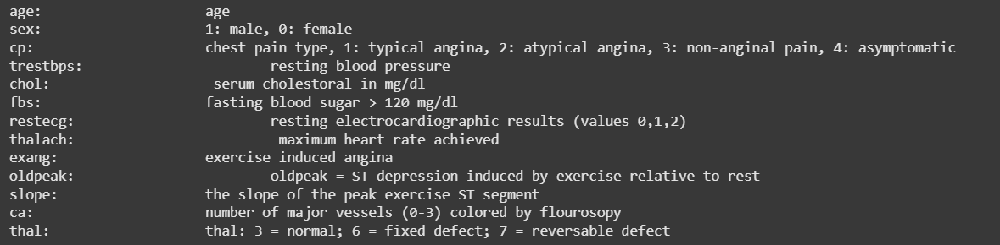 age: age
sex: 1: male, 0: female
cp: chest pain type, 1: typical angina, 2: atypical angina, 3: non-anginal pain, 4: asymptomatic
trestbps: resting blood pressure
chol: serum cholestoral in mg/dl
fbs: fasting blood sugar > 120 mg/dl
restecg: resting electrocardiographic results (values 0,1,2)
thalach: maximum heart rate achieved
exang: exercise induced angina
oldpeak: oldpeak = ST depression induced by exercise relative to rest
slope: the slope of the peak exercise ST segment
ca: number of major vessels (0-3) colored by flourosopy
thal: thal: 3 = normal; 6 = fixed defect; 7 = reversable defect